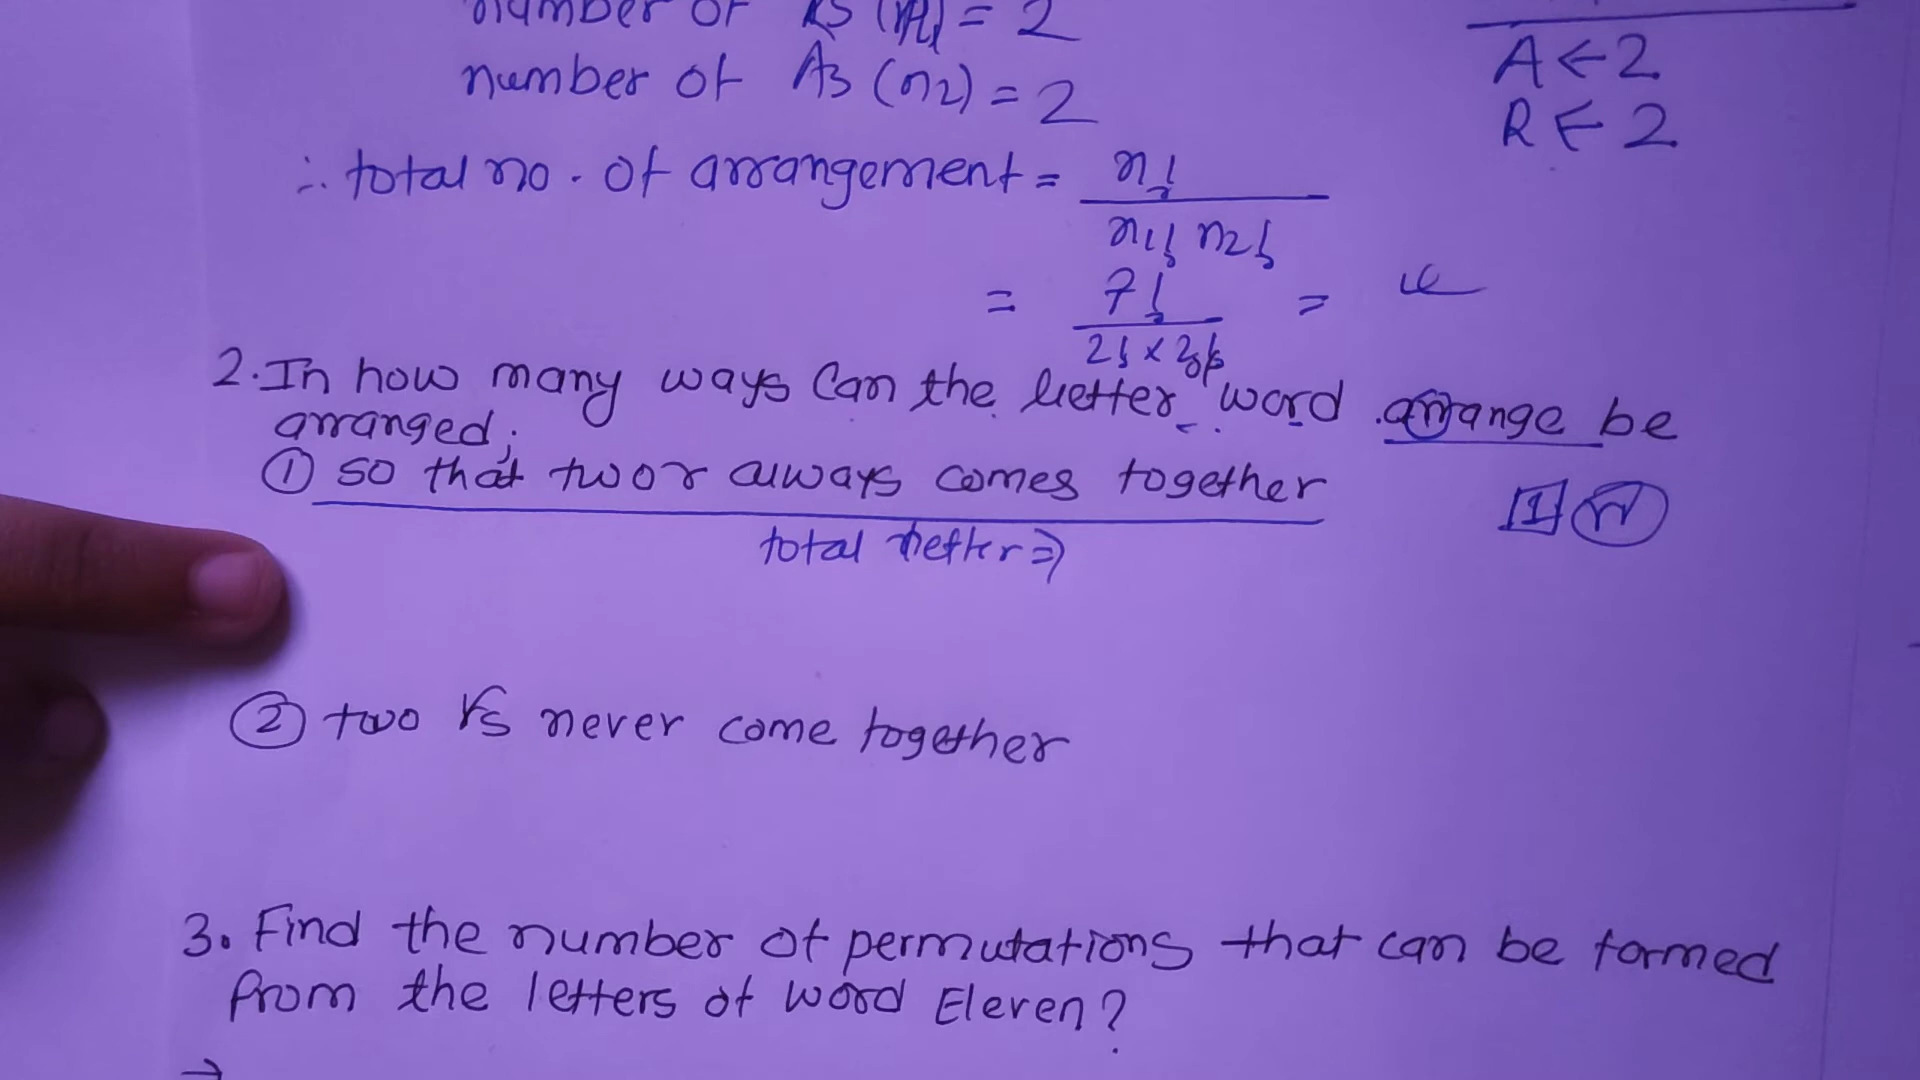 number of Rs (n1) = 2
number of As (n2) = 2
A ← 2
R ← 2
∴ total no. of arrangement = n!
n1! n2!
= 7! =
2! × 2!
2. In how many ways can the letter word arrange be
arranged;
① so that two r always comes together
1 rr
total letter ⇒
② two rs never come together
3. Find the number of permutations that can be formed
from the letters of word Eleven?
→